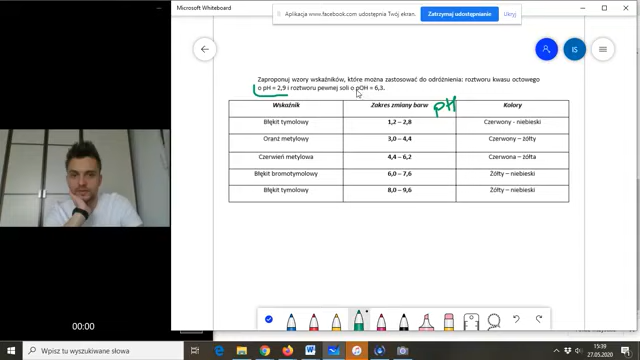 Microsoft Whiteboard
Aplikacja www.facebook.com udostępnia Twój ekran.
Zatrzymaj udostępnianie
Ukryj
IS
Zaproponuj wzory wskaźników, które można zastosować do odróżnienia: roztworu kwasu octowego
o pH = 2,9 i roztworu pewnej soli o pOH = 6,3.
Wskaźnik Zakres zmiany barw pH Kolory
Błękit tymolowy 1,2 – 2,8 Czerwony - niebieski
Oranż metylowy 3,0 – 4,4 Czerwony – żółty
Czerwień metylowa 4,4 – 6,2 Czerwona – żółta
Błękit bromotymolowy 6,0 – 7,6 Żółty – niebieski
Błękit tymolowy 8,0 – 9,6 Żółty – niebieski
00:00
Wpisz tu wyszukiwane słowa
15:39
27.05.2020